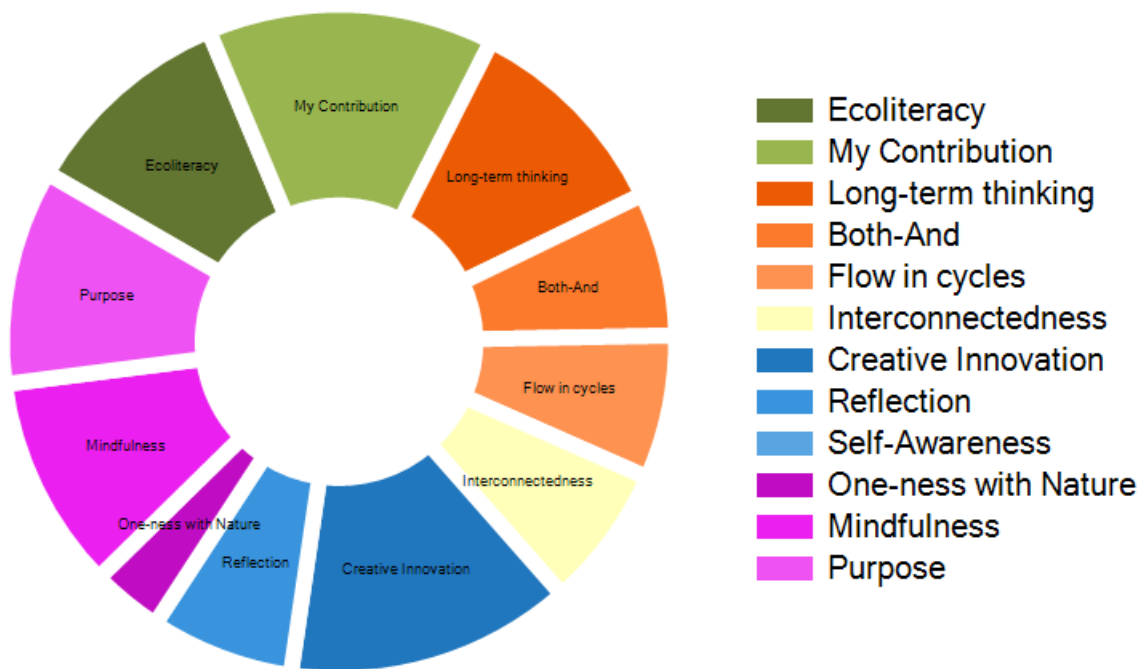 My Contribution
Ecoliteracy
Long-term thinking
Purpose
Both-And
Flow in cycles
Mindfulness
Interconnectedness
One-ness with Nature
Reflection
Creative Innovation
Ecoliteracy
My Contribution
Long-term thinking
Both-And
Flow in cycles
Interconnectedness
Creative Innovation
Reflection
Self-Awareness
One-ness with Nature
Mindfulness
Purpose